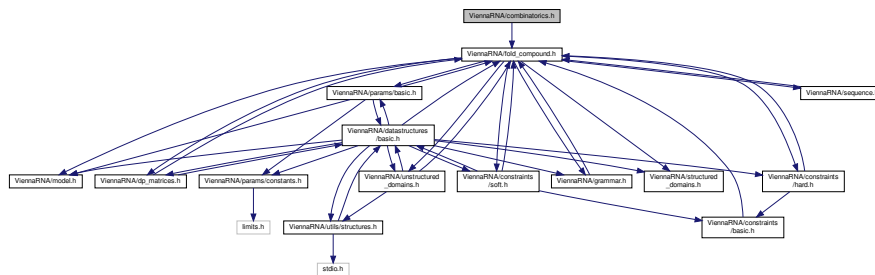 ViennaRNA/combinatorics.h
ViennaRNA/fold_compound.h
ViennaRNA/params/basic.h
ViennaRNA/sequence.
ViennaRNA/datastructures
/basic.h
ViennaRNA/model.h
ViennaRNA/dp_matrices.h
ViennaRNA/params/constants.h
ViennaRNA/unstructured
_domains.h
ViennaRNA/constraints
/soft.h
ViennaRNA/grammar.h
ViennaRNA/structured
_domains.h
ViennaRNA/constraints
/hard.h
limits.h
ViennaRNA/utils/structures.h
ViennaRNA/constraints
/basic.h
stdio.h